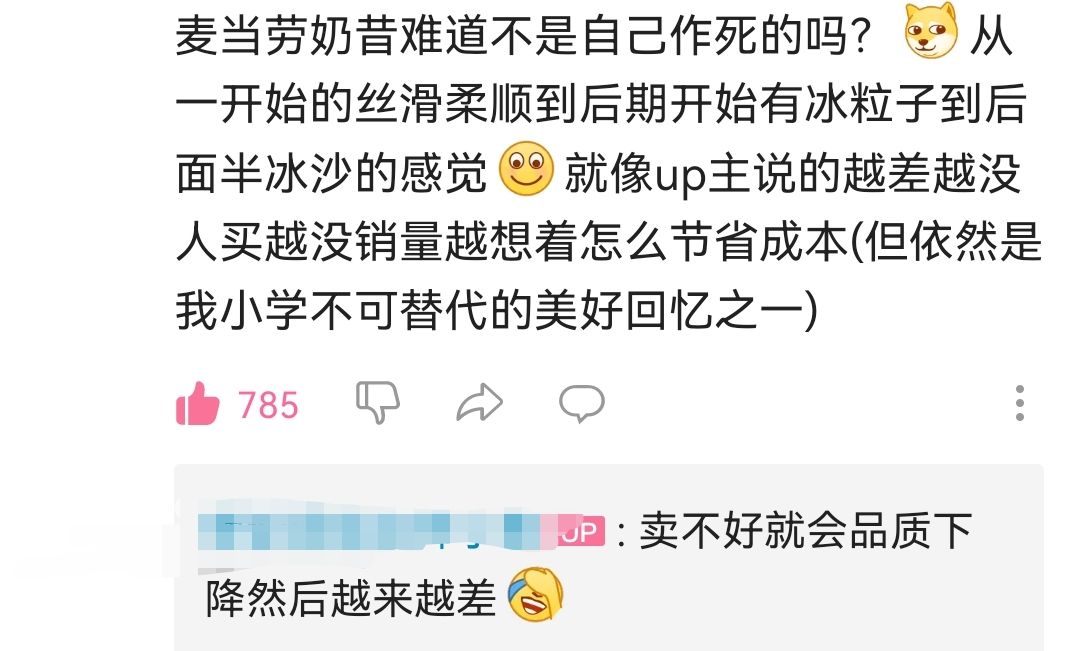 麦当劳奶昔难道不是自己作死的吗？从
一开始的丝滑柔顺到后期开始有冰粒子到后
面半冰沙的感觉就像up主说的越差越没
人买越没销量越想着怎么节省成本(但依然是
我小学不可替代的美好回忆之一)
785
UP : 卖不好就会品质下
降然后越来越差